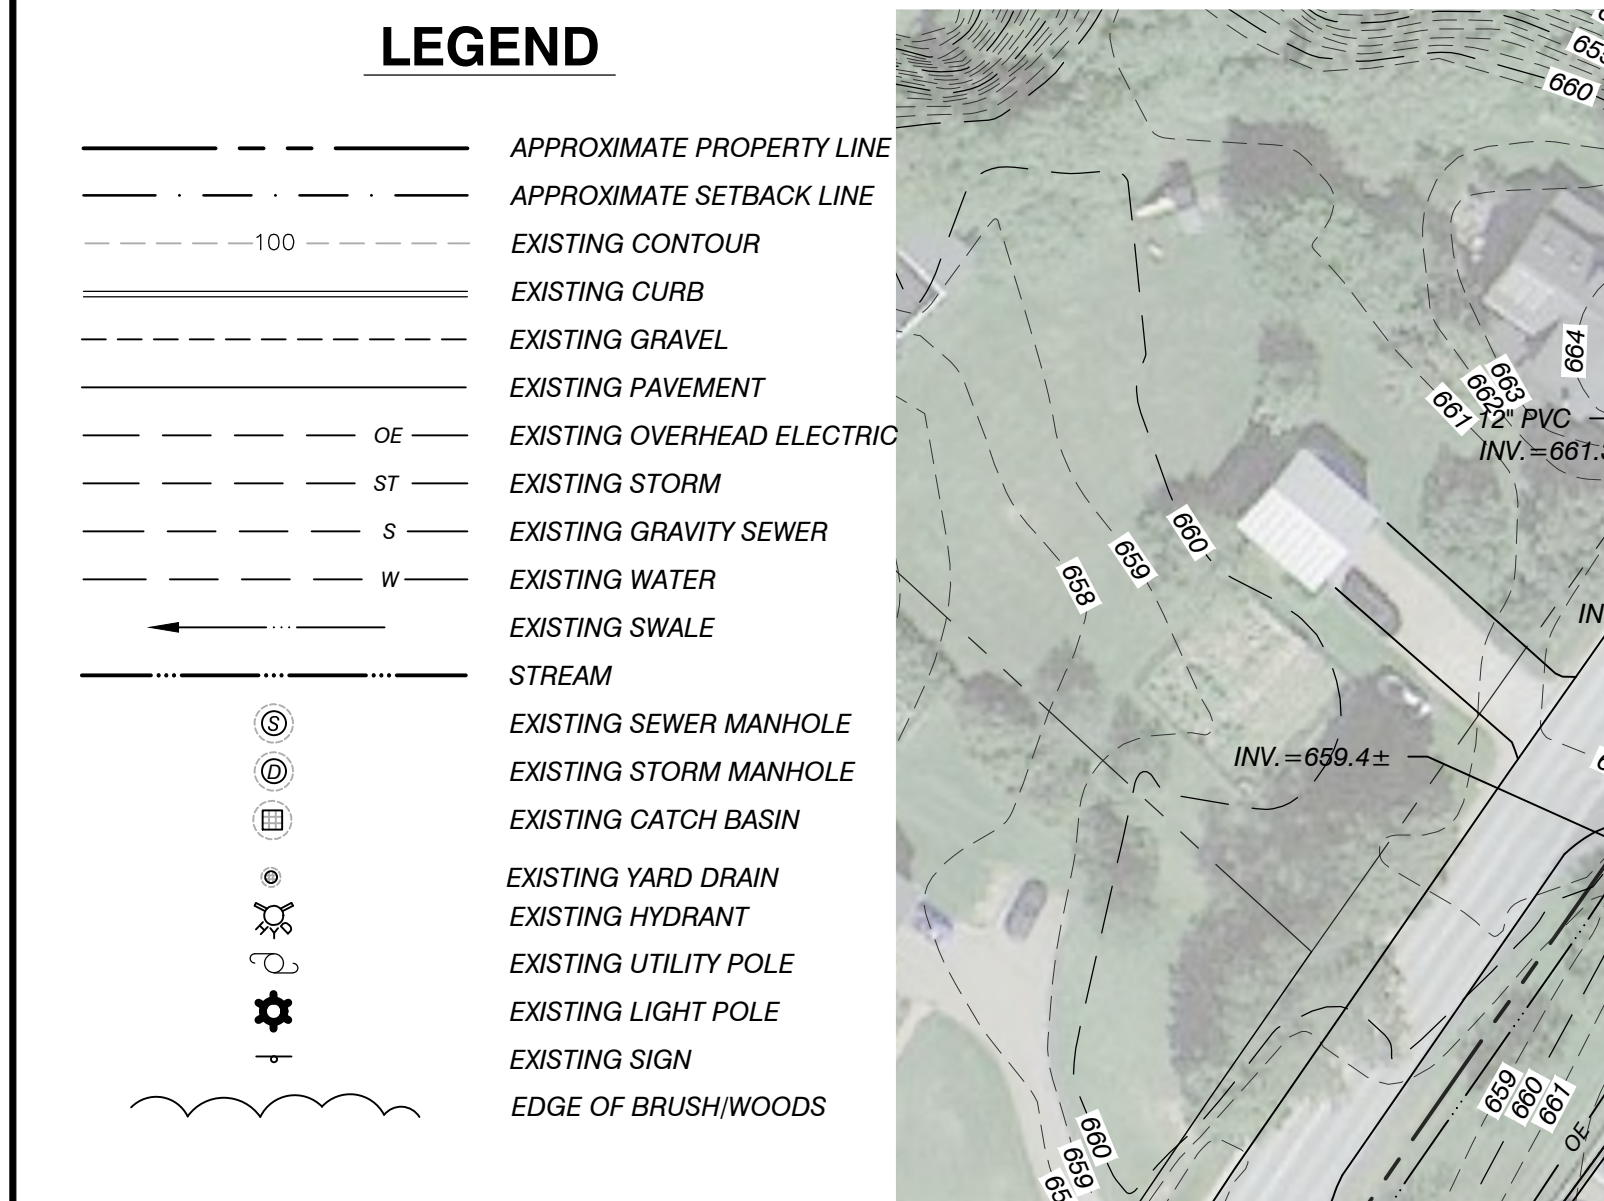 LEGEND
APPROXIMATE PROPERTY LINE
APPROXIMATE SETBACK LINE
100
EXISTING CONTOUR
EXISTING CURB
EXISTING GRAVEL
EXISTING PAVEMENT
OE
EXISTING OVERHEAD ELECTRIC
ST
EXISTING STORM
S
EXISTING GRAVITY SEWER
W
EXISTING WATER
EXISTING SWALE
STREAM
S
EXISTING SEWER MANHOLE
D
EXISTING STORM MANHOLE
EXISTING CATCH BASIN
EXISTING YARD DRAIN
EXISTING HYDRANT
EXISTING UTILITY POLE
EXISTING LIGHT POLE
EXISTING SIGN
EDGE OF BRUSH/WOODS
660
664
663
662
661
12" PVC
INV.=661.
660
659
658
IN
INV.=659.4±
659
660
661
OE
660
659